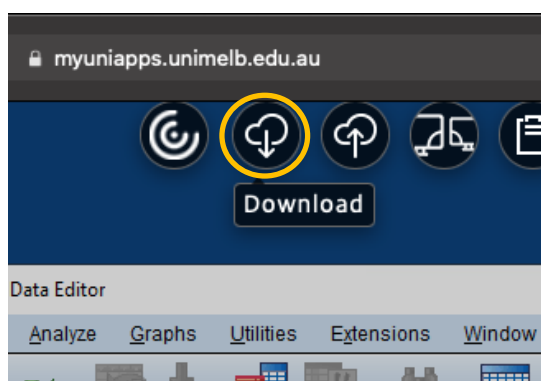 myuniapps.unimelb.edu.au
Download
Data Editor
Analyze Graphs Utilities Extensions Window